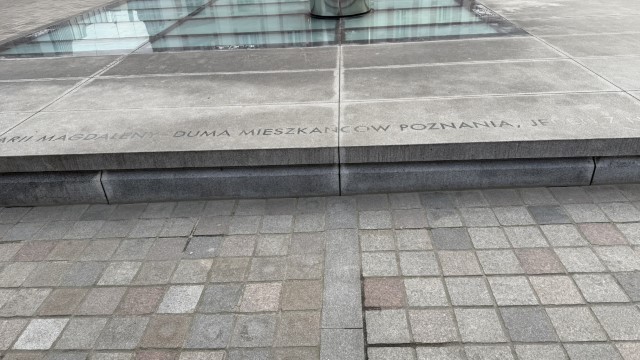 ARII MAGDALENY - DUMA MIESZKAŃCÓW POZNANIA, JE